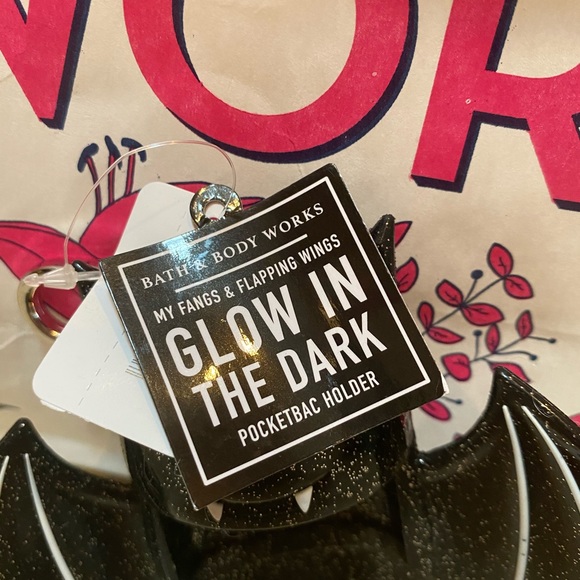 WOR
BATH & BODY WORKS
MY FANGS & FLAPPING WINGS
GLOW IN
THE DARK
POCKETBAC HOLDER